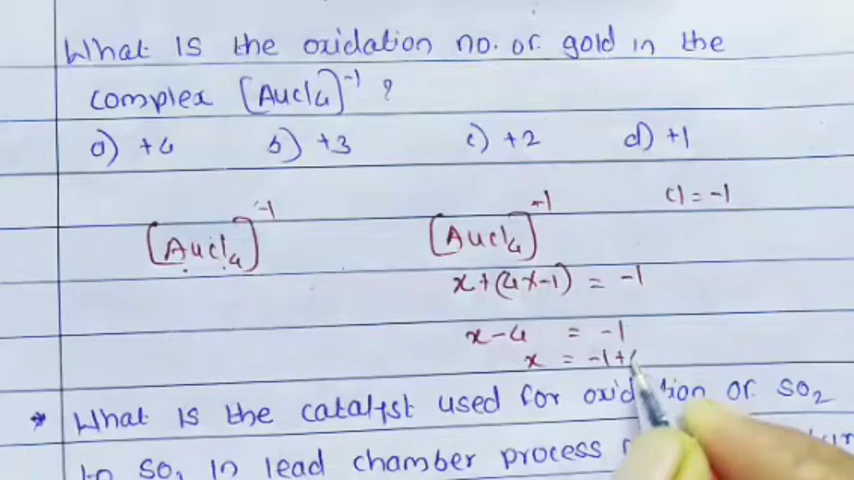 What is the oxidation no. or gold in the
complex [AuCl4]-1 ?
a) +4 b) +3 c) +2 d) +1
[AuCl4]-1 [AuCl4]-1 Cl = -1
x+(4x-1) = -1
x-4 = -1
x = -1+
* What is the catalyst used for oxidation or SO2
to SO3 in lead chamber process